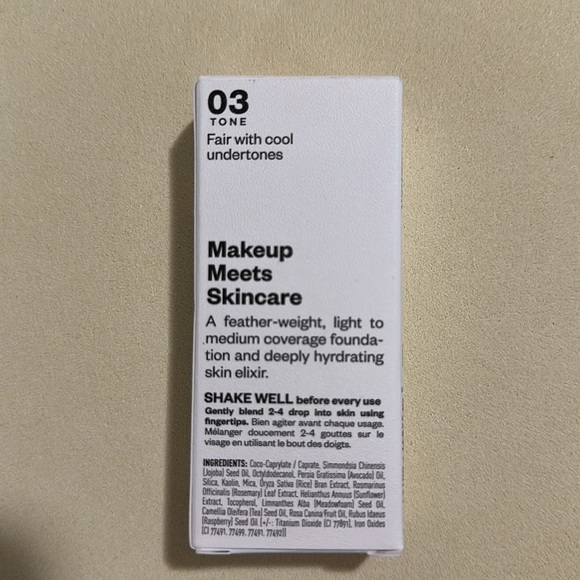 03
TONE
Fair with cool
undertones
Makeup
Meets
Skincare
A feather-weight, light to
medium coverage founda-
tion and deeply hyrdrating
skin elixir.
SHAKE WELL before every use
Gently blend 2-4 drop into skin using
fingertips. Bien agiter avant chaque usage.
Mélanger doucement 2-4 gouttes sur le
visage en utilisant le bout des doigts.
INGREDIENTS: Coco-Caprylate / Caprate, Simmondsia Chinensis
(Jojoba) Seed Oil, Octyldodecanol, Persia Gratissima (Avocado) Oil,
Silica, Kaolin, Mica, Oryza Sativa (Rice) Bran Extract, Rosmarinus
Officinalis (Rosemary) Leaf Extract, Helianthus Annuus (Sunflower)
Extract, Tocopherol, Limnanthes Alba (Meadowfoam) Seed Oil,
Camellia Oleifera (Tea) Seed Oil, Rosa Canina Fruit Oil, Rubus Idaeus
(Raspberry) Seed Oil (+/-: Titanium Dioxide (CI 77891), Iron Oxides
(CI 77491, 77499, 77491, 77492))